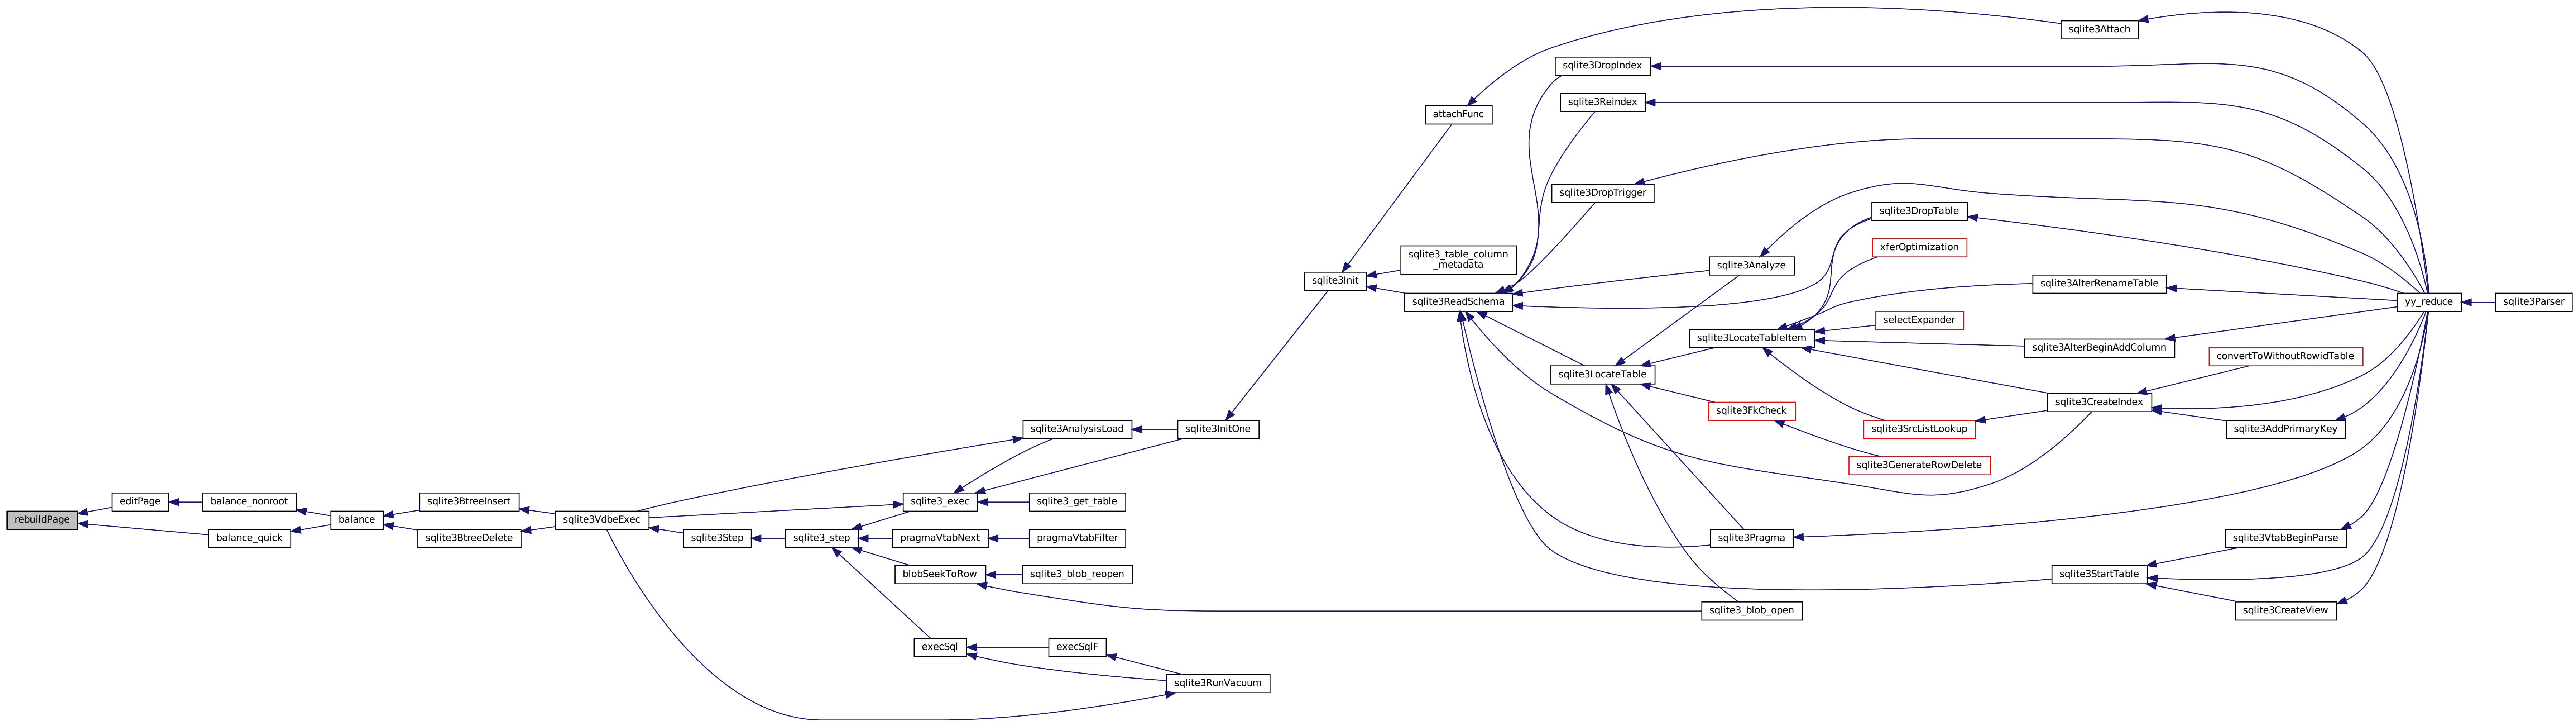 rebuildPage
editPage
balance_quick
balance_nonroot
balance
sqlite3BtreeInsert
sqlite3BtreeDelete
sqlite3VdbeExec
sqlite3Step
sqlite3_step
sqlite3_exec
pragmaVtabNext
blobSeekToRow
execSql
sqlite3AnalysisLoad
sqlite3_get_table
pragmaVtabFilter
sqlite3_blob_reopen
execSqlF
sqlite3InitOne
sqlite3RunVacuum
sqlite3Init
attachFunc
sqlite3_table_column
_metadata
sqlite3ReadSchema
sqlite3DropIndex
sqlite3Reindex
sqlite3DropTrigger
sqlite3LocateTable
sqlite3Analyze
sqlite3LocateTableItem
sqlite3FkCheck
sqlite3Pragma
sqlite3_blob_open
sqlite3DropTable
xferOptimization
selectExpander
sqlite3SrcListLookup
sqlite3GenerateRowDelete
sqlite3Attach
sqlite3AlterRenameTable
sqlite3AlterBeginAddColumn
sqlite3CreateIndex
sqlite3StartTable
convertToWithoutRowidTable
sqlite3AddPrimaryKey
sqlite3VtabBeginParse
sqlite3CreateView
yy_reduce
sqlite3Parser